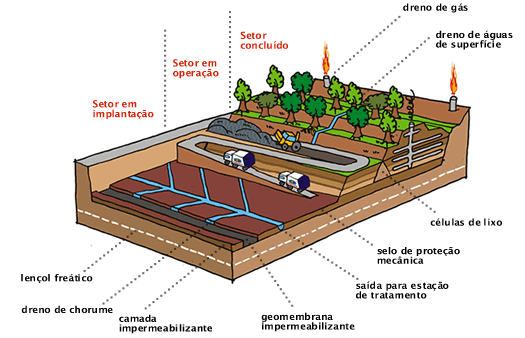 dreno de gás
dreno de águas
de superfície
Setor
concluído
Setor em
operação
Setor em
implantação
células de lixo
selo de proteção
mecânica
saída para estação
de tratamento
geomembrana
impermeabilizante
camada
impermeabilizante
dreno de chorume
lençol freático